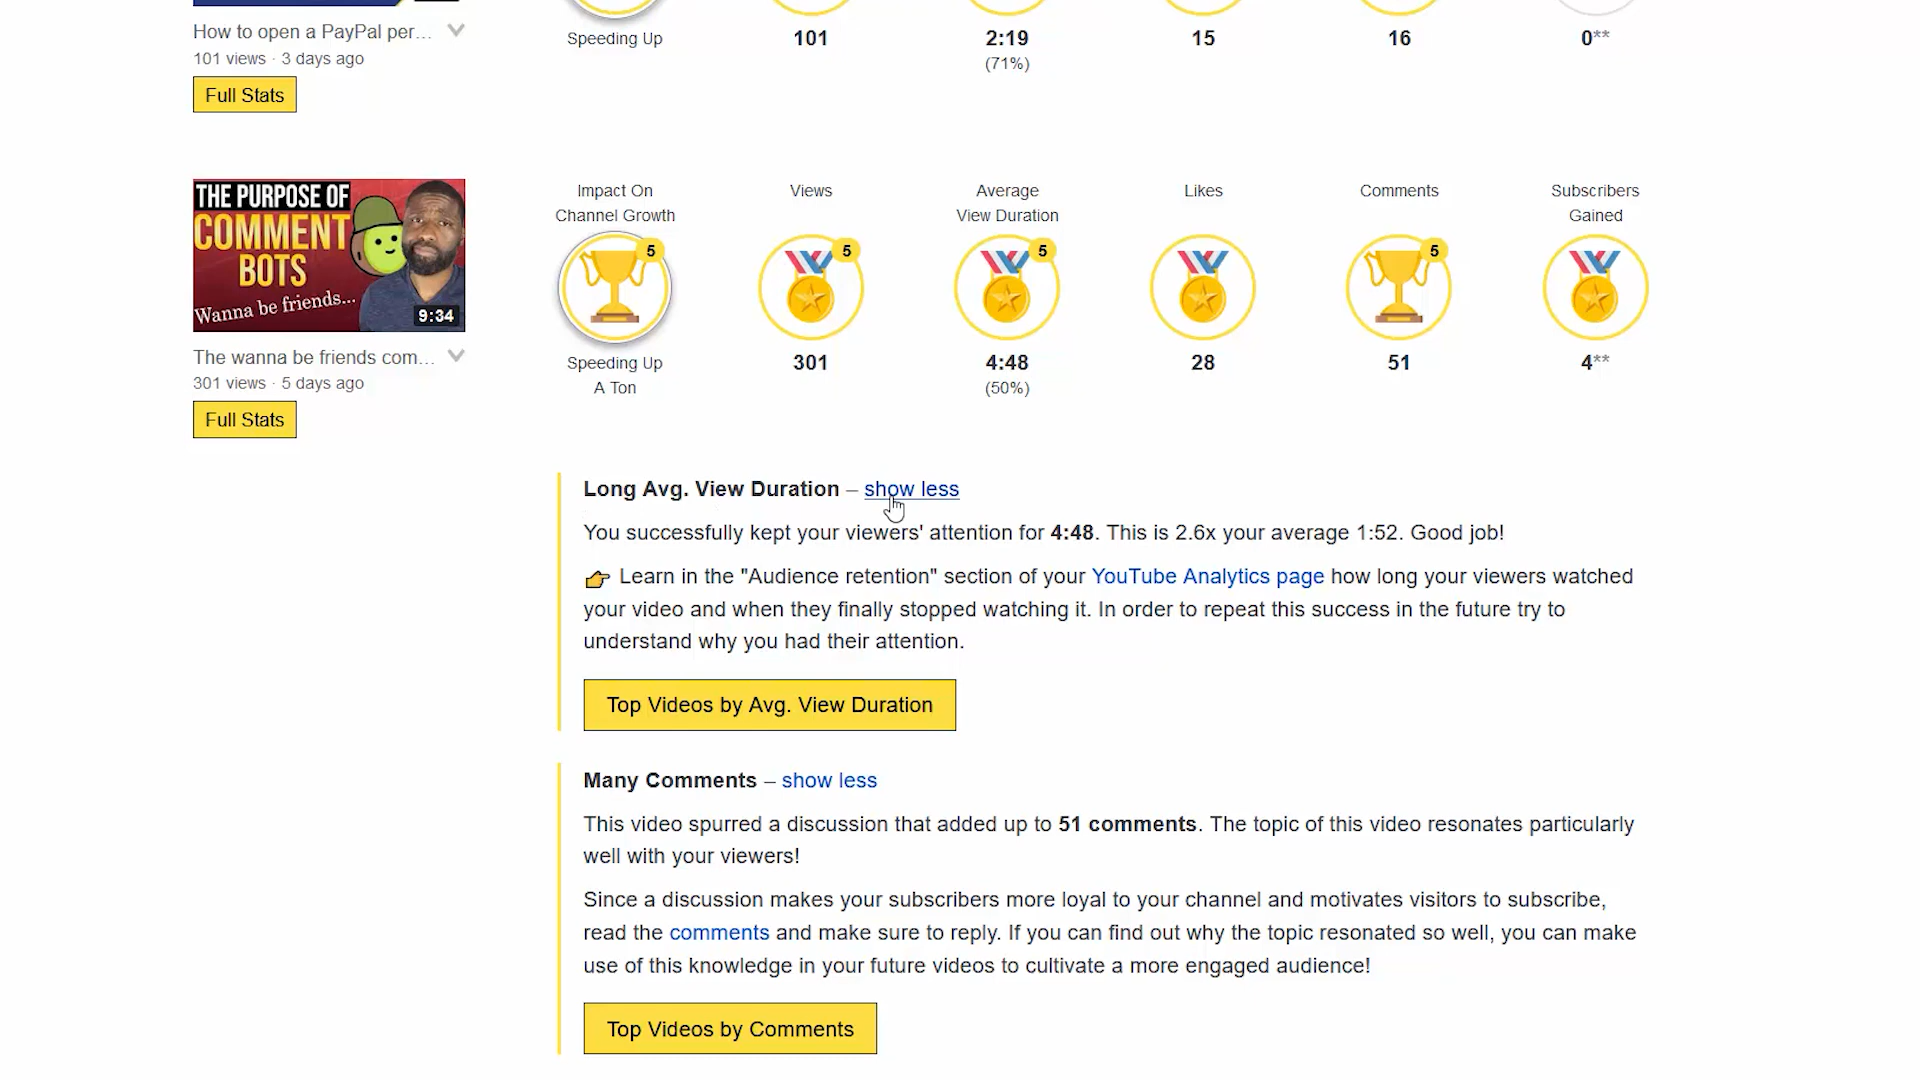 How to open a PayPal per...
101 views · 3 days ago
Full Stats
Speeding Up
101
2:19
(71%)
15
16
0**
THE PURPOSE OF
COMMENT
BOTS
Wanna be friends...
9:34
The wanna be friends com...
301 views · 5 days ago
Full Stats
Impact On
Channel Growth
5
Speeding Up
A Ton
Views
5
301
Average
View Duration
5
4:48
(50%)
Likes
28
Comments
5
51
Subscribers
Gained
4**
Long Avg. View Duration – show less
You successfully kept your viewers' attention for 4:48. This is 2.6x your average 1:52. Good job!
Learn in the "Audience retention" section of your YouTube Analytics page how long your viewers watched
your video and when they finally stopped watching it. In order to repeat this success in the future try to
understand why you had their attention.
Top Videos by Avg. View Duration
Many Comments – show less
This video spurred a discussion that added up to 51 comments. The topic of this video resonates particularly
well with your viewers!
Since a discussion makes your subscribers more loyal to your channel and motivates visitors to subscribe,
read the comments and make sure to reply. If you can find out why the topic resonated so well, you can make
use of this knowledge in your future videos to cultivate a more engaged audience!
Top Videos by Comments